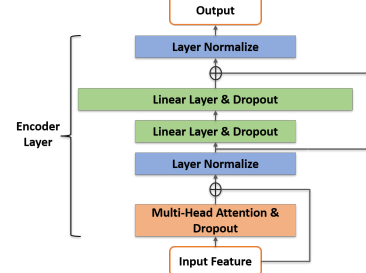 Output
Layer Normalize
Linear Layer & Dropout
Linear Layer & Dropout
Encoder
Layer
Layer Normalize
Multi-Head Attention &
Dropout
Input Feature